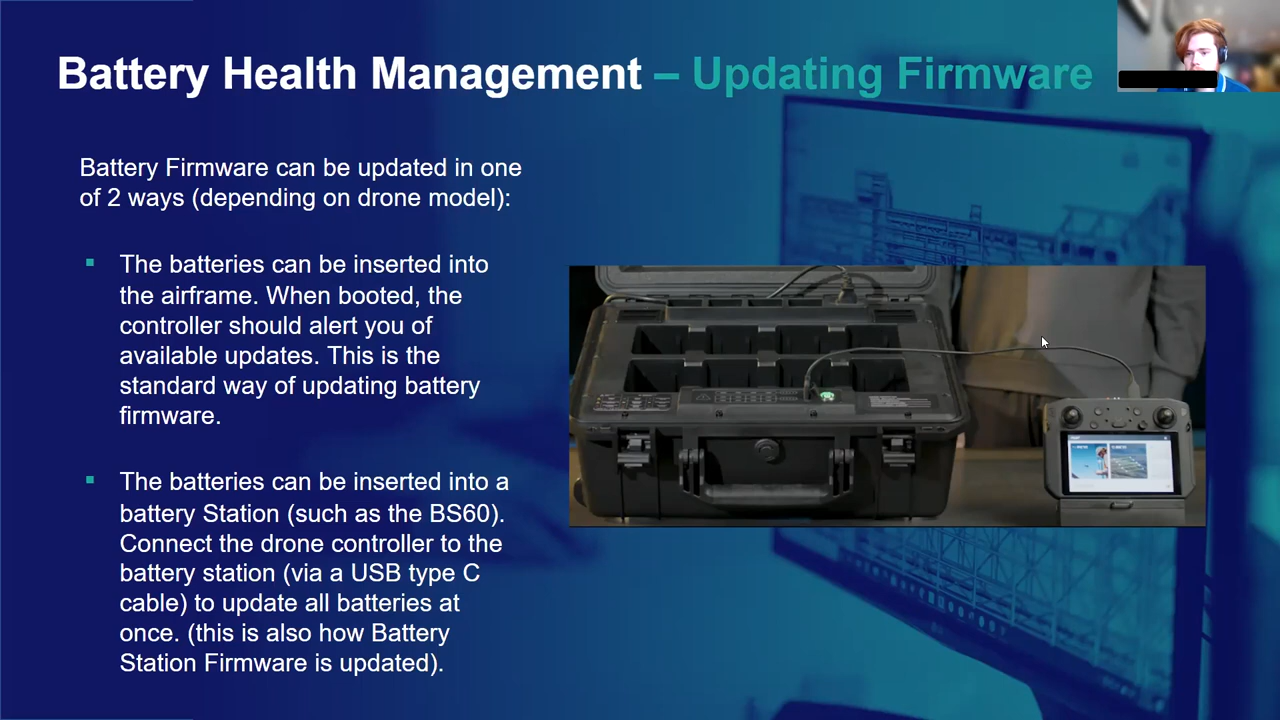 Battery Health Management – Updating Firmware
Battery Firmware can be updated in one
of 2 ways (depending on drone model):
The batteries can be inserted into
the airframe. When booted, the
controller should alert you of
available updates. This is the
standard way of updating battery
firmware.
The batteries can be inserted into a
battery Station (such as the BS60).
Connect the drone controller to the
battery station (via a USB type C
cable) to update all batteries at
once. (this is also how Battery
Station Firmware is updated).